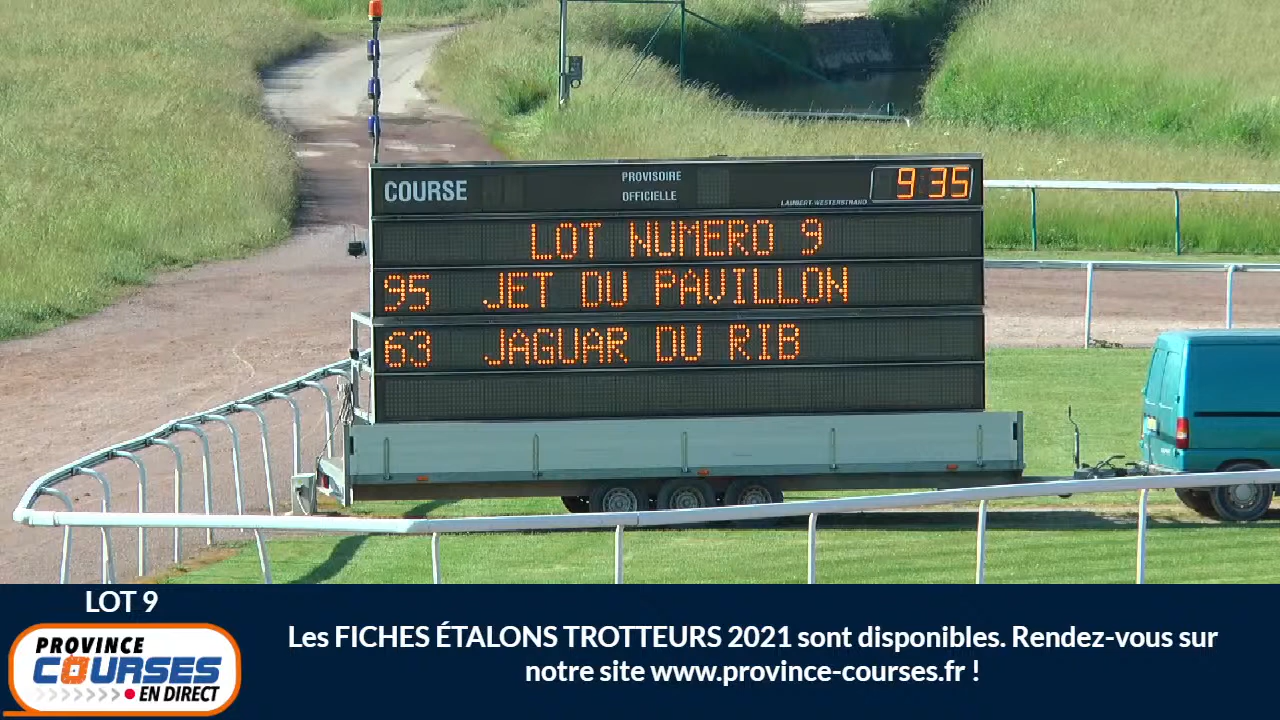 COURSE
PROVISOIRE
OFFICIELLE
LAMBERT-WESTERSTRAND
9 35
LOT NUMERO 9
95 JET DU PAVILLON
63 JAGUAR DU RIB
LOT 9
PROVINCE
COURSES
EN DIRECT
Les FICHES ÉTALONS TROTTEURS 2021 sont disponibles. Rendez-vous sur
notre site www.province-courses.fr !